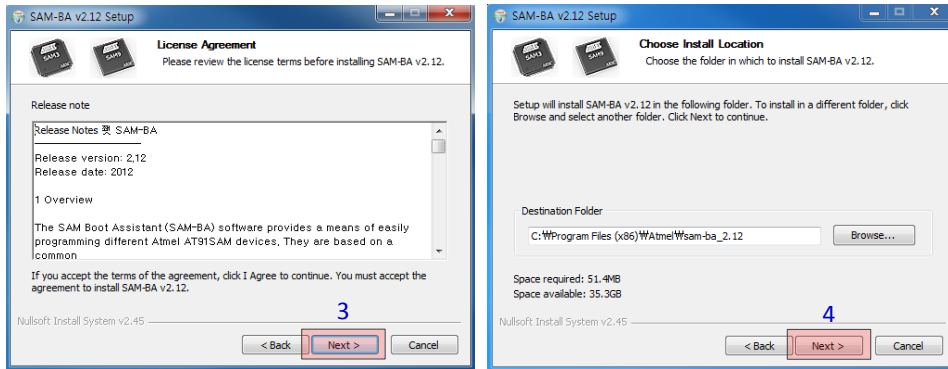 SAM-BA v2.12 Setup
License Agreement
Please review the license terms before installing SAM-BA v2.12.
Release note
Release Notes 펫 SAM-BA
Release version: 2,12
Release date: 2012
1 Overview
The SAM Boot Assistant (SAM-BA) software provides a means of easily
programming different Atmel AT91SAM devices, They are based on a
common
If you accept the terms of the agreement, click I Agree to continue. You must accept the
agreement to install SAM-BA v2.12.
3
Nullsoft Install System v2.45
< Back
Next >
Cancel
SAM-BA v2.12 Setup
Choose Install Location
Choose the folder in which to install SAM-BA v2.12.
Setup will install SAM-BA v2.12 in the following folder. To install in a different folder, click
Browse and select another folder. Click Next to continue.
Destination Folder
C:₩Program Files (x86)₩Atmel₩sam-ba_2.12
Browse...
Space required: 51.4MB
Space available: 35.3GB
4
Nullsoft Install System v2.45
< Back
Next >
Cancel